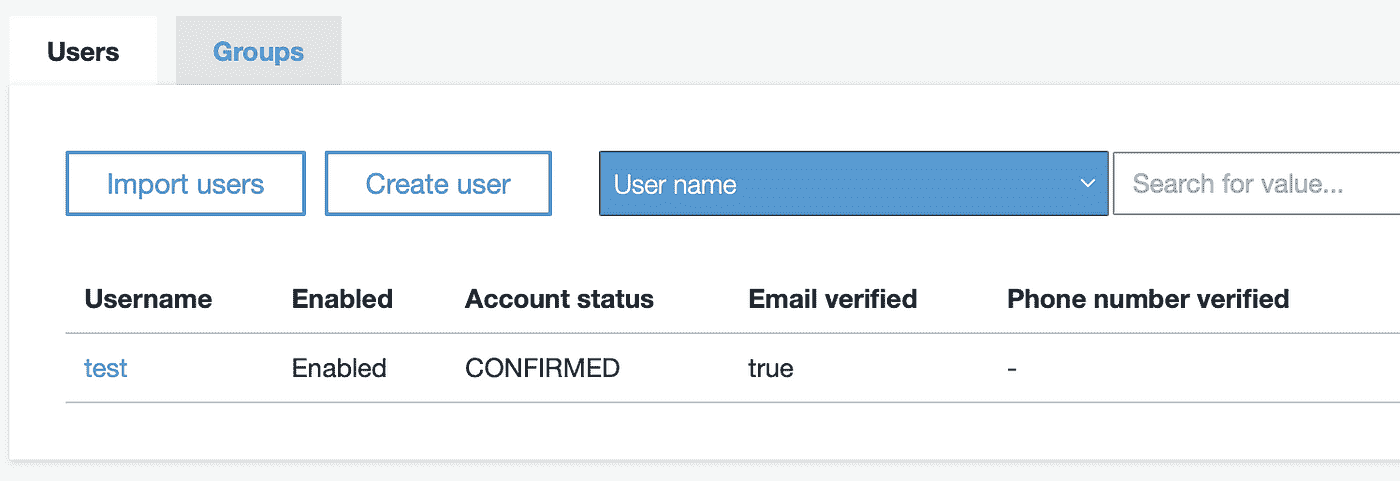 Users Groups
Import users Create user User name Search for value...
Username Enabled Account status Email verified Phone number verified
test Enabled CONFIRMED true -